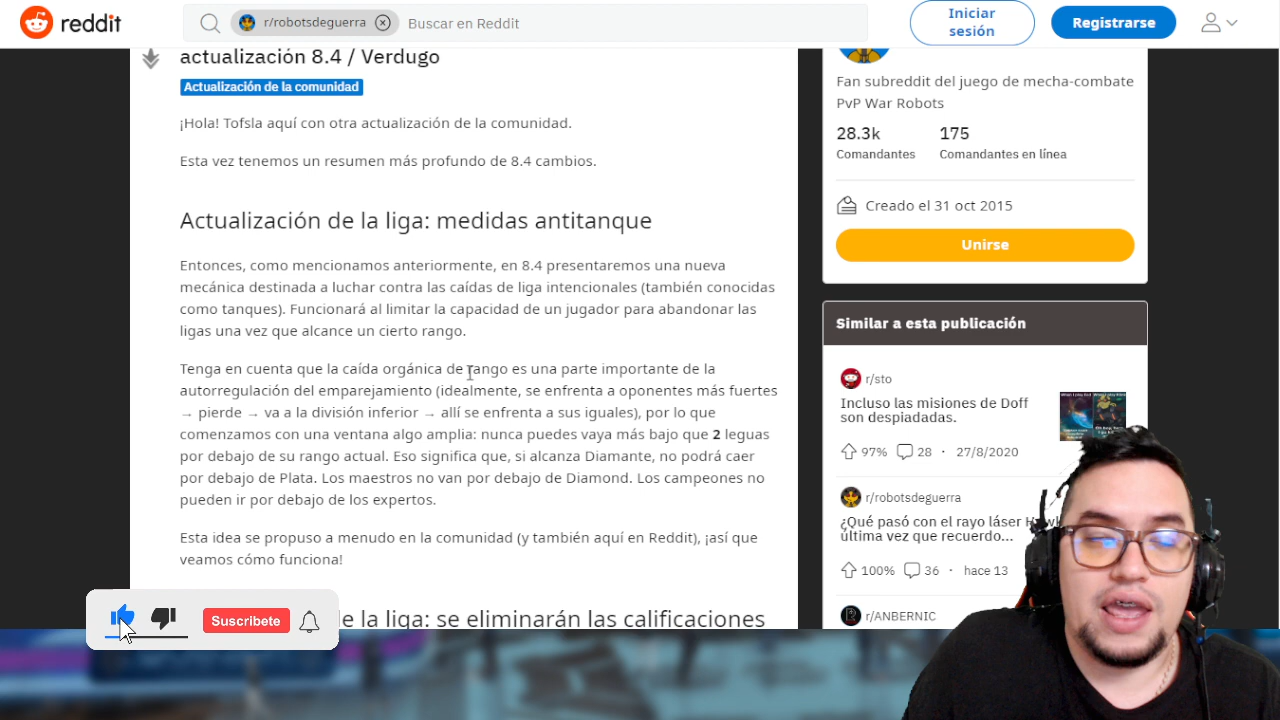 reddit
r/robotsdeguerra
Buscar en Reddit
Iniciar
sesión
Registrarse
actualización 8.4 / Verdugo
Actualización de la comunidad
¡Hola! Tofsla aquí con otra actualización de la comunidad.
Esta vez tenemos un resumen más profundo de 8.4 cambios.
Actualización de la liga: medidas antitanque
Entonces, como mencionamos anteriormente, en 8.4 presentaremos una nueva
mecánica destinada a luchar contra las caídas de liga intencionales (también conocidas
como tanques). Funcionará al limitar la capacidad de un jugador para abandonar las
ligas una vez que alcance un cierto rango.
Tenga en cuenta que la caída orgánica de rango es una parte importante de la
autorregulación del emparejamiento (idealmente, se enfrenta a oponentes más fuertes
→ pierde → va a la división inferior → allí se enfrenta a sus iguales), por lo que
comenzamos con una ventana algo amplia: nunca puedes vaya más bajo que 2 leguas
por debajo de su rango actual. Eso significa que, si alcanza Diamante, no podrá caer
por debajo de Plata. Los maestros no van por debajo de Diamond. Los campeones no
pueden ir por debajo de los expertos.
Esta idea se propuso a menudo en la comunidad (y también aquí en Reddit), ¡así que
veamos cómo funciona!
de la liga: se eliminarán las calificaciones
Suscribete
Fan subreddit del juego de mecha-combate
PvP War Robots
28.3k 175
Comandantes Comandantes en línea
Creado el 31 oct 2015
Unirse
Similar a esta publicación
r/sto
Incluso las misiones de Doff
son despiadadas.
97% 28 · 27/8/2020
r/robotsdeguerra
¿Qué pasó con el rayo láser
última vez que recuerdo...
100% 36 · hace 13
r/ANBERNIC